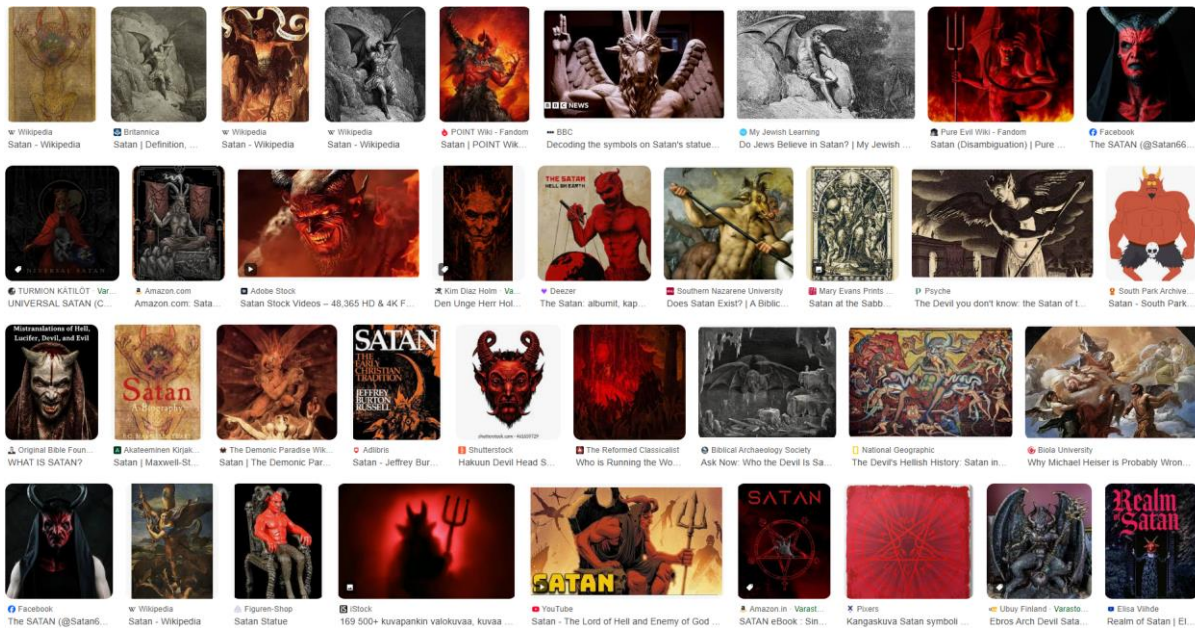 Wikipedia
Satan - Wikipedia
Britannica
Satan | Definition, ...
Wikipedia
Satan - Wikipedia
Wikipedia
Satan - Wikipedia
POINT Wiki - Fandom
Satan | POINT Wik...
BBC NEWS
BBC
Decoding the symbols on Satan's statue...
My Jewish Learning
Do Jews Believe in Satan? | My Jewish ...
Pure Evil Wiki - Fandom
Satan (Disambiguation) | Pure ...
Facebook
The SATAN (@Satan66...
TURMION KÄTILÖT · Var...
UNIVERSAL SATAN (C...
Amazon.com
Amazon.com: Sata...
Adobe Stock
Satan Stock Videos – 48,365 HD & 4K F...
Kim Diaz Holm · Va...
Den Unge Herr Hol...
THE SATAN
HELL ON EARTH
Deezer
The Satan: albumit, kap...
Southern Nazarene University
Does Satan Exist? | A Biblic...
Mary Evans Prints ...
Satan at the Sabb...
Psyche
The Devil you don't know: the Satan of t...
South Park Archive...
Satan - South Park...
Mistranslations of Hell,
Lucifer, Devil, and Evil
Original Bible Foun...
WHAT IS SATAN?
Satan
A Biography
Akateeminen Kirjak...
Satan | Maxwell-St...
The Demonic Paradise Wik...
Satan | The Demonic Par...
SATAN
THE
EARLY
CHRISTIAN
TRADITION
JEFFREY
BURTON
RUSSELL
Adlibris
Satan - Jeffrey Bur...
Shutterstock
Hakuun Devil Head S...
The Reformed Classicalist
Who is Running the Wo...
Biblical Archaeology Society
Ask Now: Who the Devil Is Sa...
National Geographic
The Devil's Hellish History: Satan in...
Biola University
Why Michael Heiser is Probably Wron...
Facebook
The SATAN (@Satan6...
Wikipedia
Satan - Wikipedia
Figuren-Shop
Satan Statue
iStock
169 500+ kuvapankin valokuvaa, kuvaa ...
SATAN
YouTube
Satan - The Lord of Hell and Enemy of God ...
SATAN
Amazon.in · Varast...
SATAN eBook : Sin...
Pixers
Kangaskuva Satan symboli ...
Ubuy Finland · Varasto...
Ebros Arch Devil Sata...
Realm of
Satan
Elisa Viihde
Realm of Satan | El...